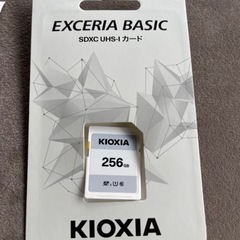 EXCERIA BASIC
SDXC UHS-I カード
KIOXIA
256GB
KIOXIA